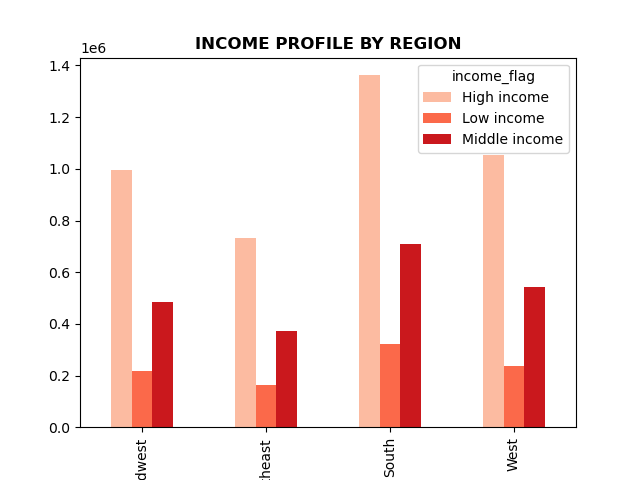 INCOME PROFILE BY REGION
1e6
1.4
1.2
1.0
0.8
0.6
0.4
0.2
0.0
income_flag
High income
Low income
Middle income
dwest
theast
South
West